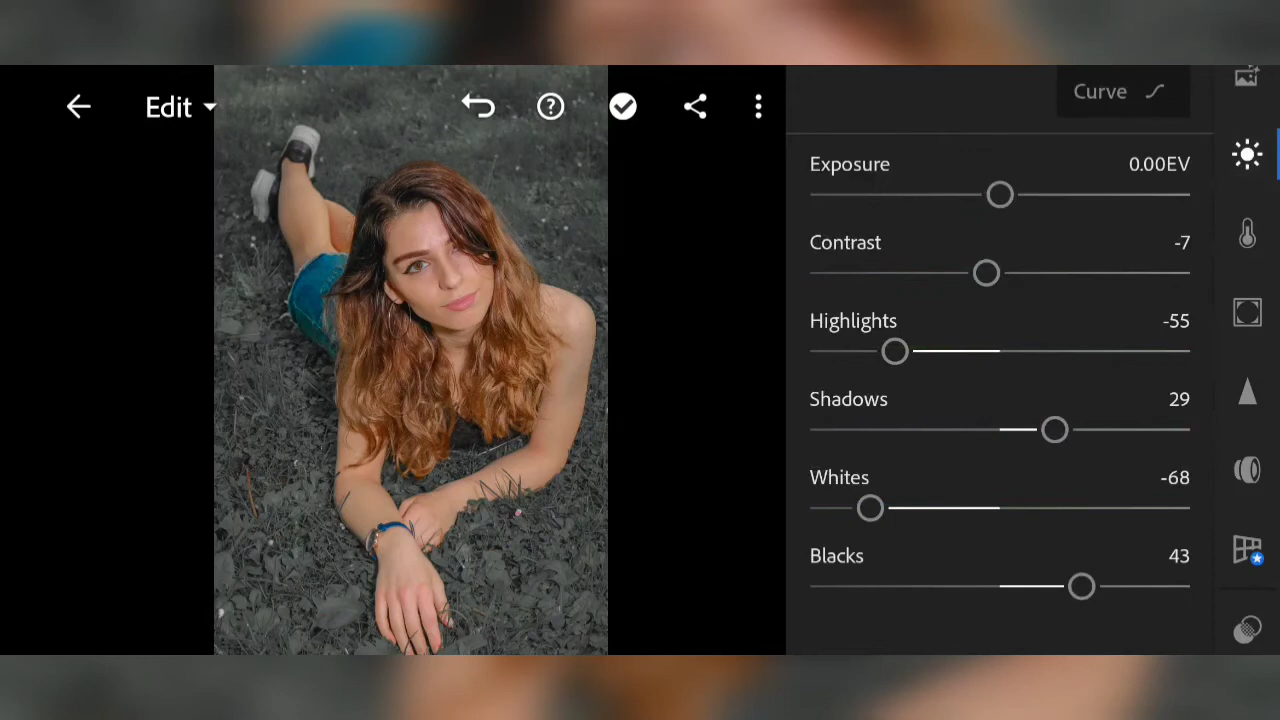 Edit
Curve
Exposure 0.00EV
Contrast -7
Highlights -55
Shadows 29
Whites -68
Blacks 43